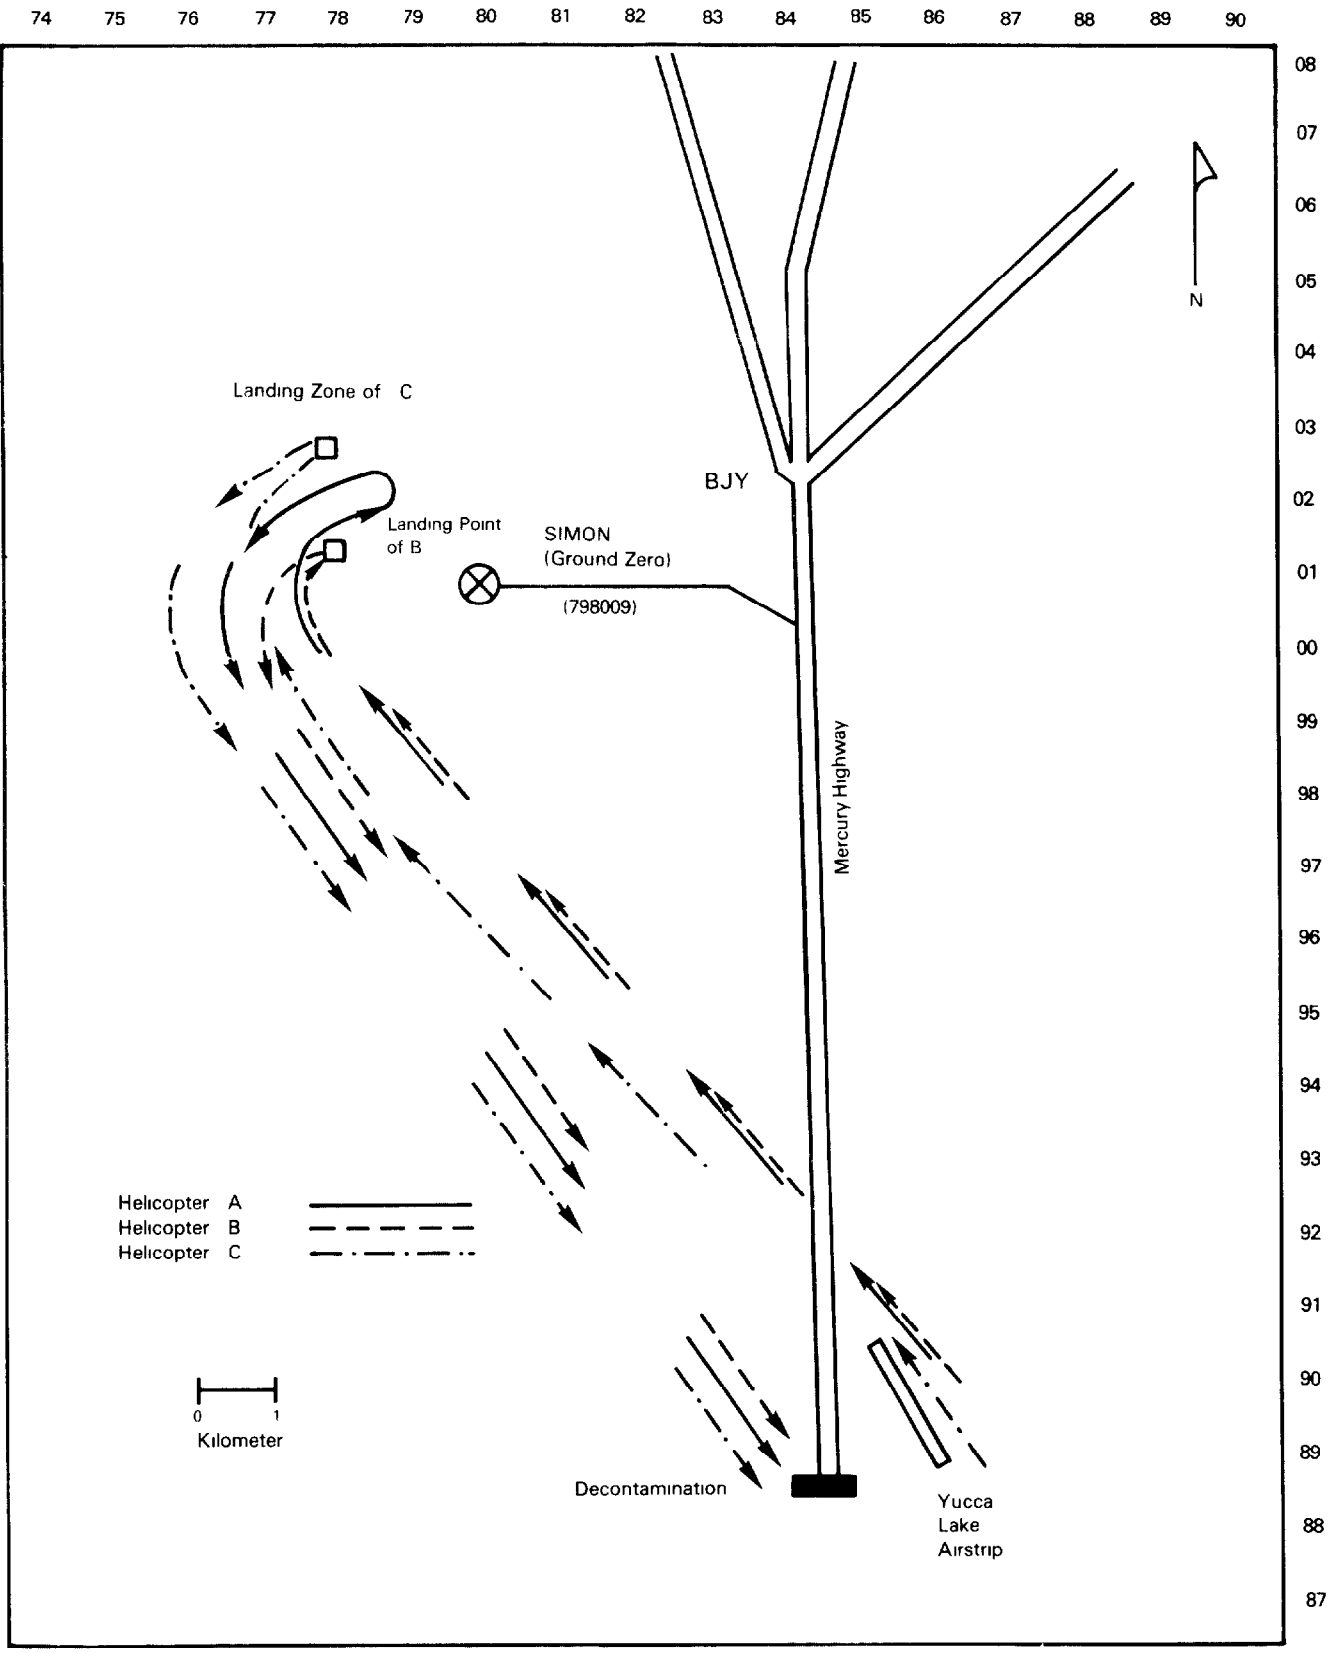 74 75 76 77 78 79 80 81 82 83 84 85 86 87 88 89 90
08
07
06
N
05
04
Landing Zone of C
03
BJY
02
Landing Point
of B
SIMON
(Ground Zero)
01
(798009)
00
99
Mercury Highway
98
97
96
95
94
93
Helicopter A
Helicopter B
Helicopter C
92
91
90
0 1
Kilometer
89
Decontamination
Yucca
Lake
Airstrip
88
87